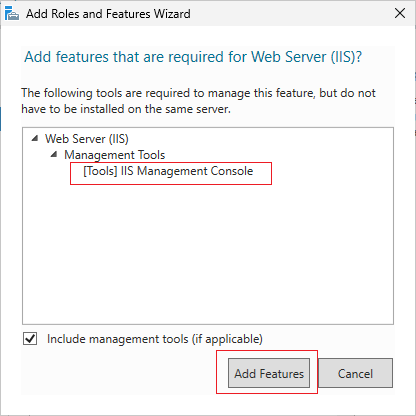 Add Roles and Features Wizard
Add features that are required for Web Server (IIS)?
The following tools are required to manage this feature, but do not
have to be installed on the same server.
Web Server (IIS)
Management Tools
[Tools] IIS Management Console
Include management tools (if applicable)
Add Features
Cancel